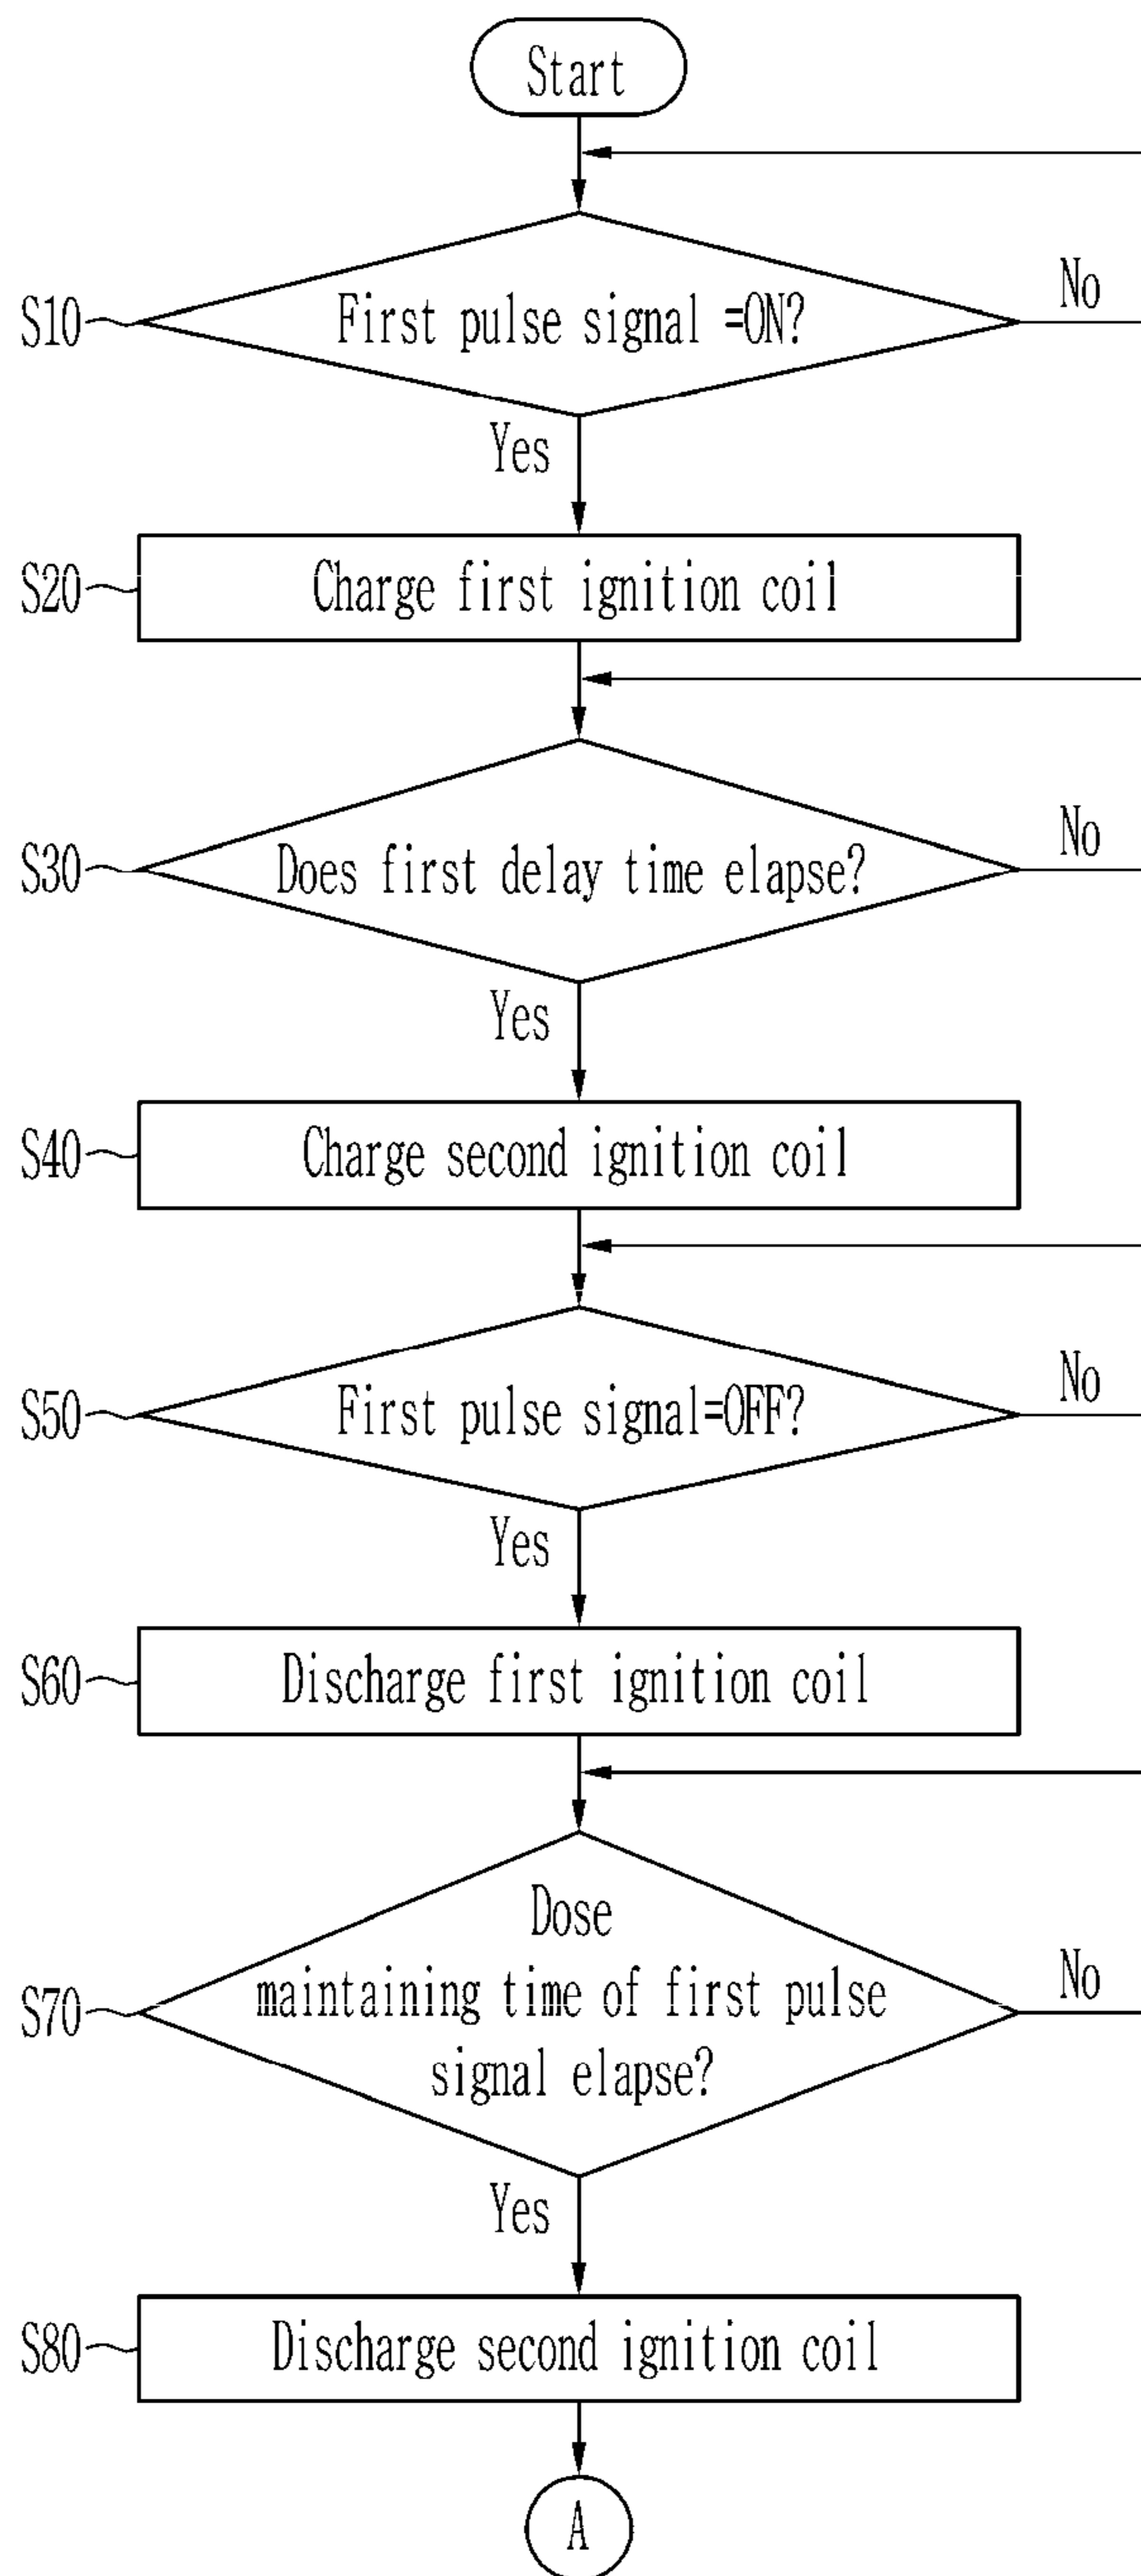 Start
S10
First pulse signal =ON?
No
Yes
S20
Charge first ignition coil
S30
Does first delay time elapse?
No
Yes
S40
Charge second ignition coil
S50
First pulse signal=OFF?
No
Yes
S60
Discharge first ignition coil
S70
Dose
maintaining time of first pulse
signal elapse?
No
Yes
S80
Discharge second ignition coil
A